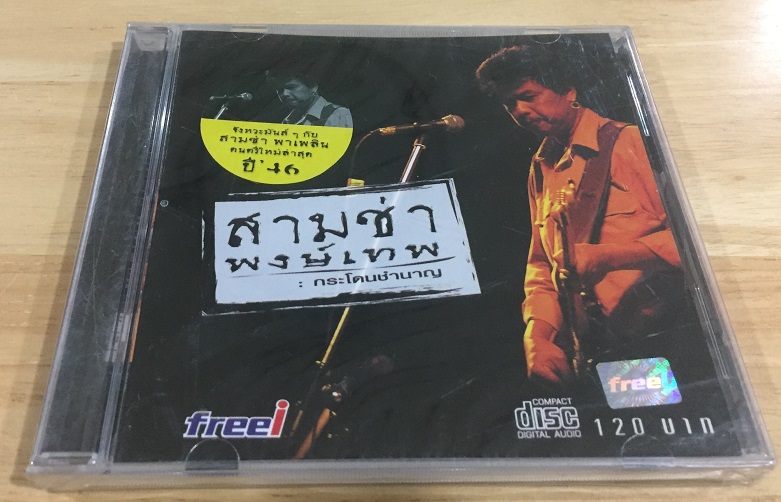 จังหวะมันส์ ๆ กับ
สามช่า พาเพลิน
ดนตรีใหม่ล่าสุด
ปี '46
สามช่า
พงษ์เทพ
: กระโดนชำนาญ
freei
COMPACT
disc
DIGITAL AUDIO
120 บาท
freei